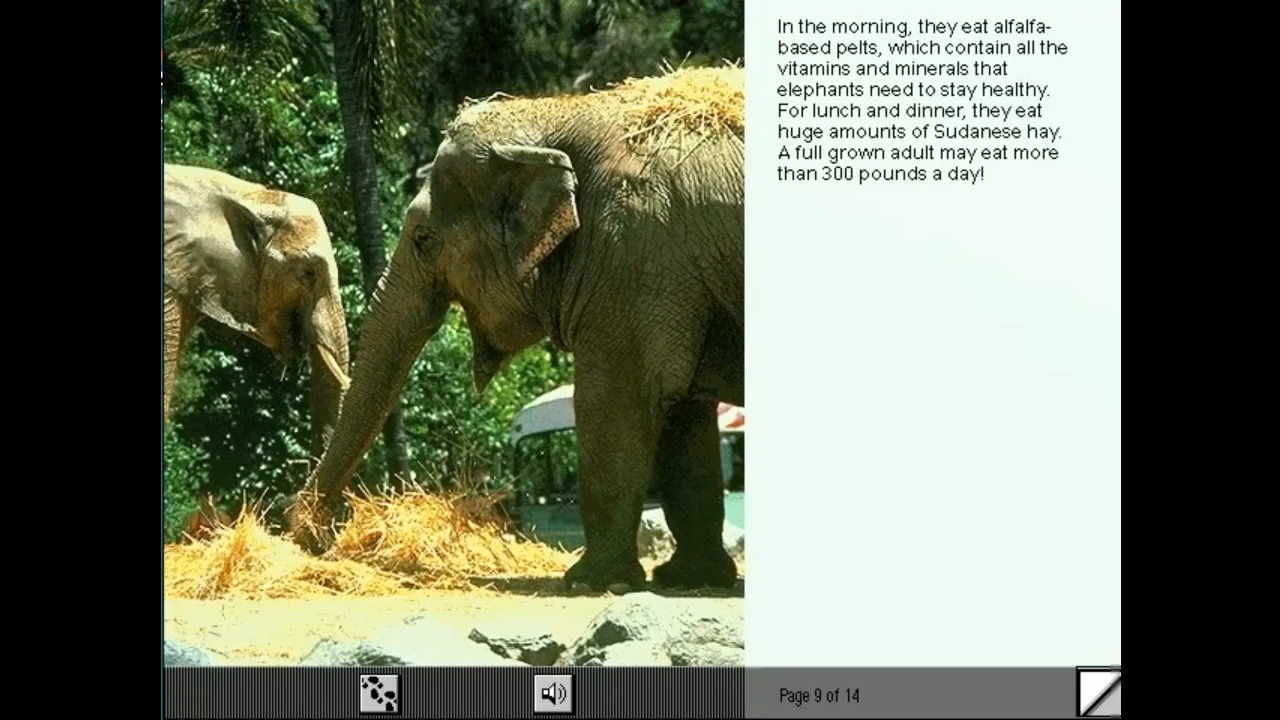 In the morning, they eat alfalfa-
based pelts, which contain all the
vitamins and minerals that
elephants need to stay healthy.
For lunch and dinner, they eat
huge amounts of Sudanese hay.
A full grown adult may eat more
than 300 pounds a day!
Page 9 of 14